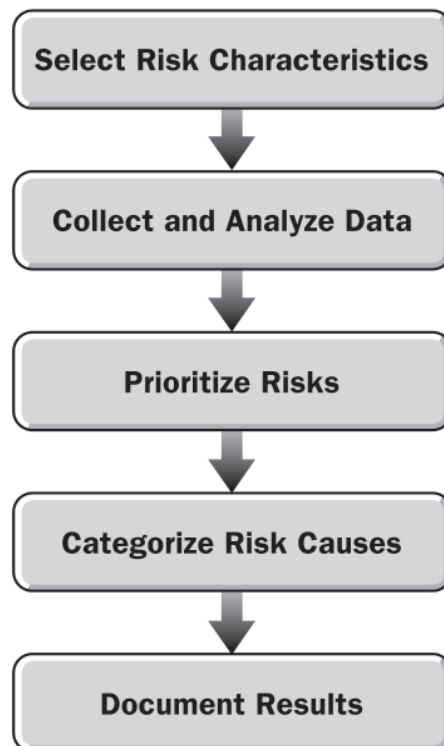 Select Risk Characteristics
Collect and Analyze Data
Prioritize Risks
Categorize Risk Causes
Document Results